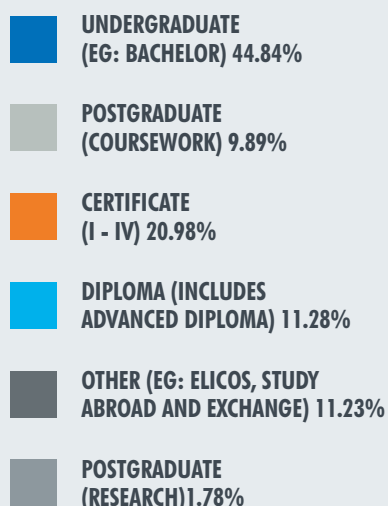 UNDERGRADUATE
(EG: BACHELOR) 44.84%
POSTGRADUATE
(COURSEWORK) 9.89%
CERTIFICATE
(I - IV) 20.98%
DIPLOMA (INCLUDES
ADVANCED DIPLOMA) 11.28%
OTHER (EG: ELICOS, STUDY
ABROAD AND EXCHANGE) 11.23%
POSTGRADUATE
(RESEARCH)1.78%